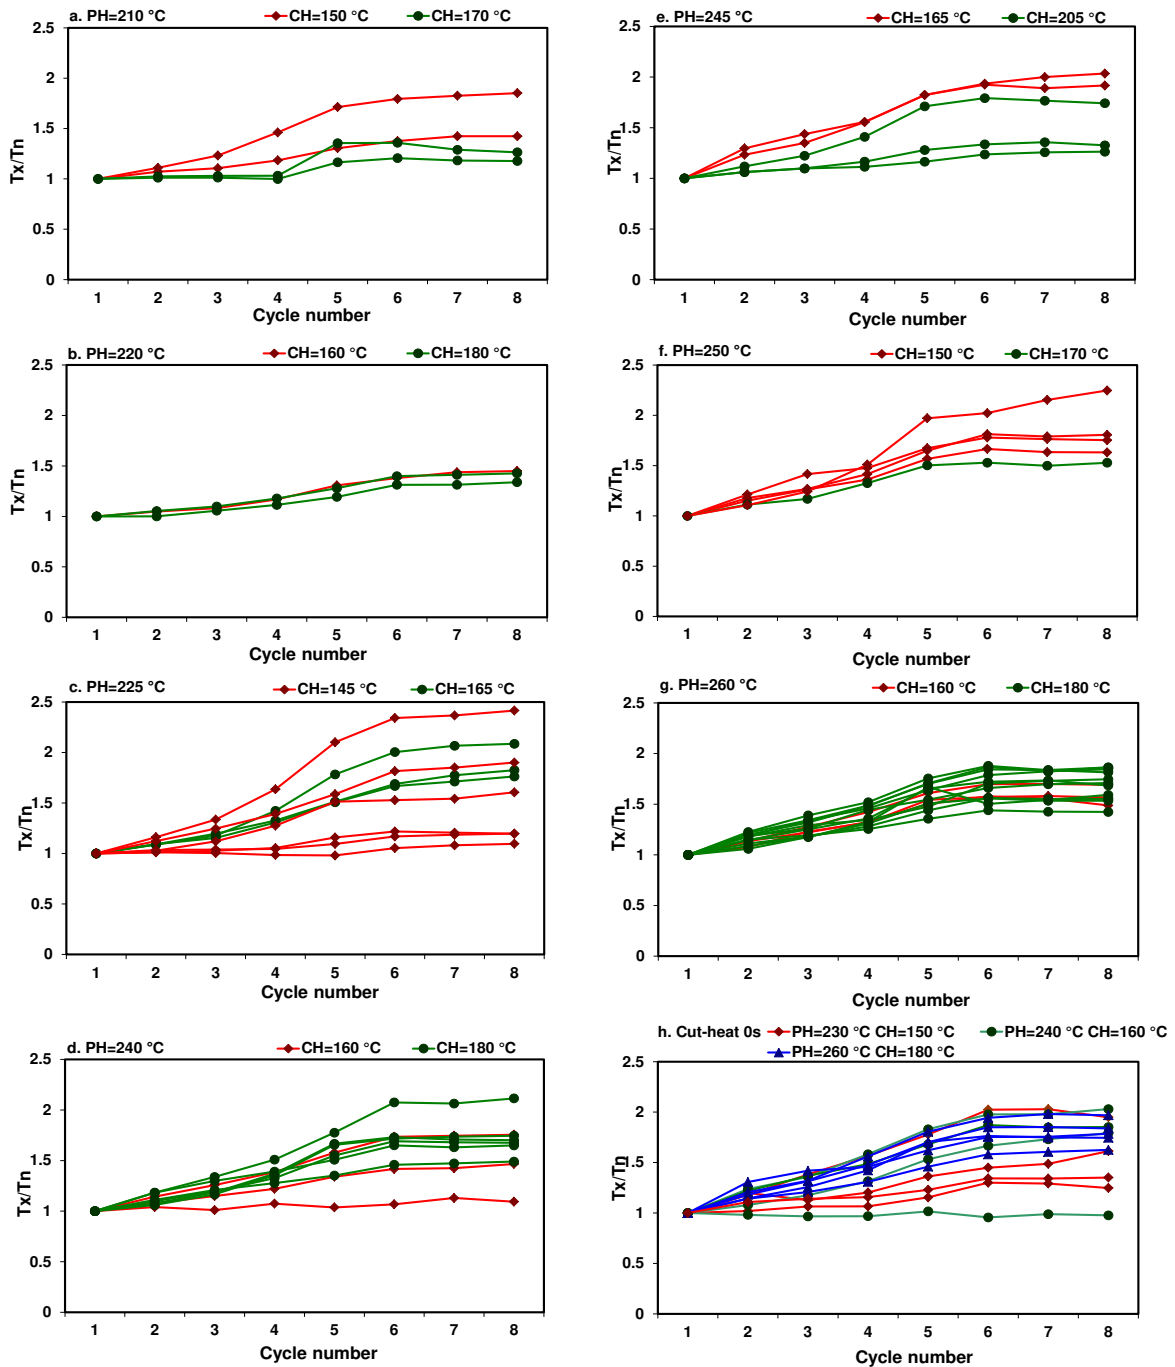 a. PH=210 °C CH=150 °C CH=170 °C
2.5
2
1.5
1
0.5
0
Tx/Tn
1 2 3 4 5 6 7 8
Cycle number
b. PH=220 °C CH=160 °C CH=180 °C
2.5
2
1.5
1
0.5
0
Tx/Tn
1 2 3 4 5 6 7 8
Cycle number
c. PH=225 °C CH=145 °C CH=165 °C
2.5
2
1.5
1
0.5
0
Tx/Tn
1 2 3 4 5 6 7 8
Cycle number
d. PH=240 °C CH=160 °C CH=180 °C
2.5
2
1.5
1
0.5
0
Tx/Tn
1 2 3 4 5 6 7 8
Cycle number
e. PH=245 °C CH=165 °C CH=205 °C
2.5
2
1.5
1
0.5
0
Tx/Tn
1 2 3 4 5 6 7 8
Cycle number
f. PH=250 °C CH=150 °C CH=170 °C
2.5
2
1.5
1
0.5
0
Tx/Tn
1 2 3 4 5 6 7 8
Cycle number
g. PH=260 °C CH=160 °C CH=180 °C
2.5
2
1.5
1
0.5
0
Tx/Tn
1 2 3 4 5 6 7 8
Cycle number
h. Cut-heat 0s PH=230 °C CH=150 °C PH=240 °C CH=160 °C
PH=260 °C CH=180 °C
2.5
2
1.5
1
0.5
0
Tx/Tn
1 2 3 4 5 6 7 8
Cycle number